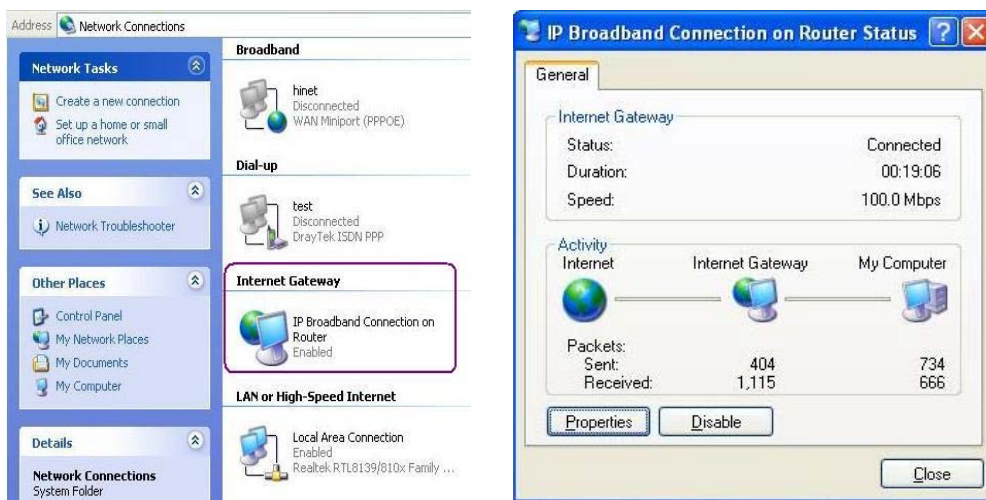 Address Network Connections
Network Tasks
Create a new connection
Set up a home or small
office network
See Also
Network Troubleshooter
Other Places
Control Panel
My Network Places
My Documents
My Computer
Details
Network Connections
System Folder
Broadband
hinet
Disconnected
WAN Miniport (PPPOE)
Dial-up
test
Disconnected
DrayTek ISDN PPP
Internet Gateway
IP Broadband Connection on
Router
Enabled
LAN or High-Speed Internet
Local Area Connection
Enabled
Realtek RTL8139/810x Family ...
IP Broadband Connection on Router Status
General
Internet Gateway
Status: Connected
Duration: 00:19:06
Speed: 100.0 Mbps
Activity
Internet Internet Gateway My Computer
Packets:
Sent: 404 734
Received: 1,115 666
Properties Disable
Close